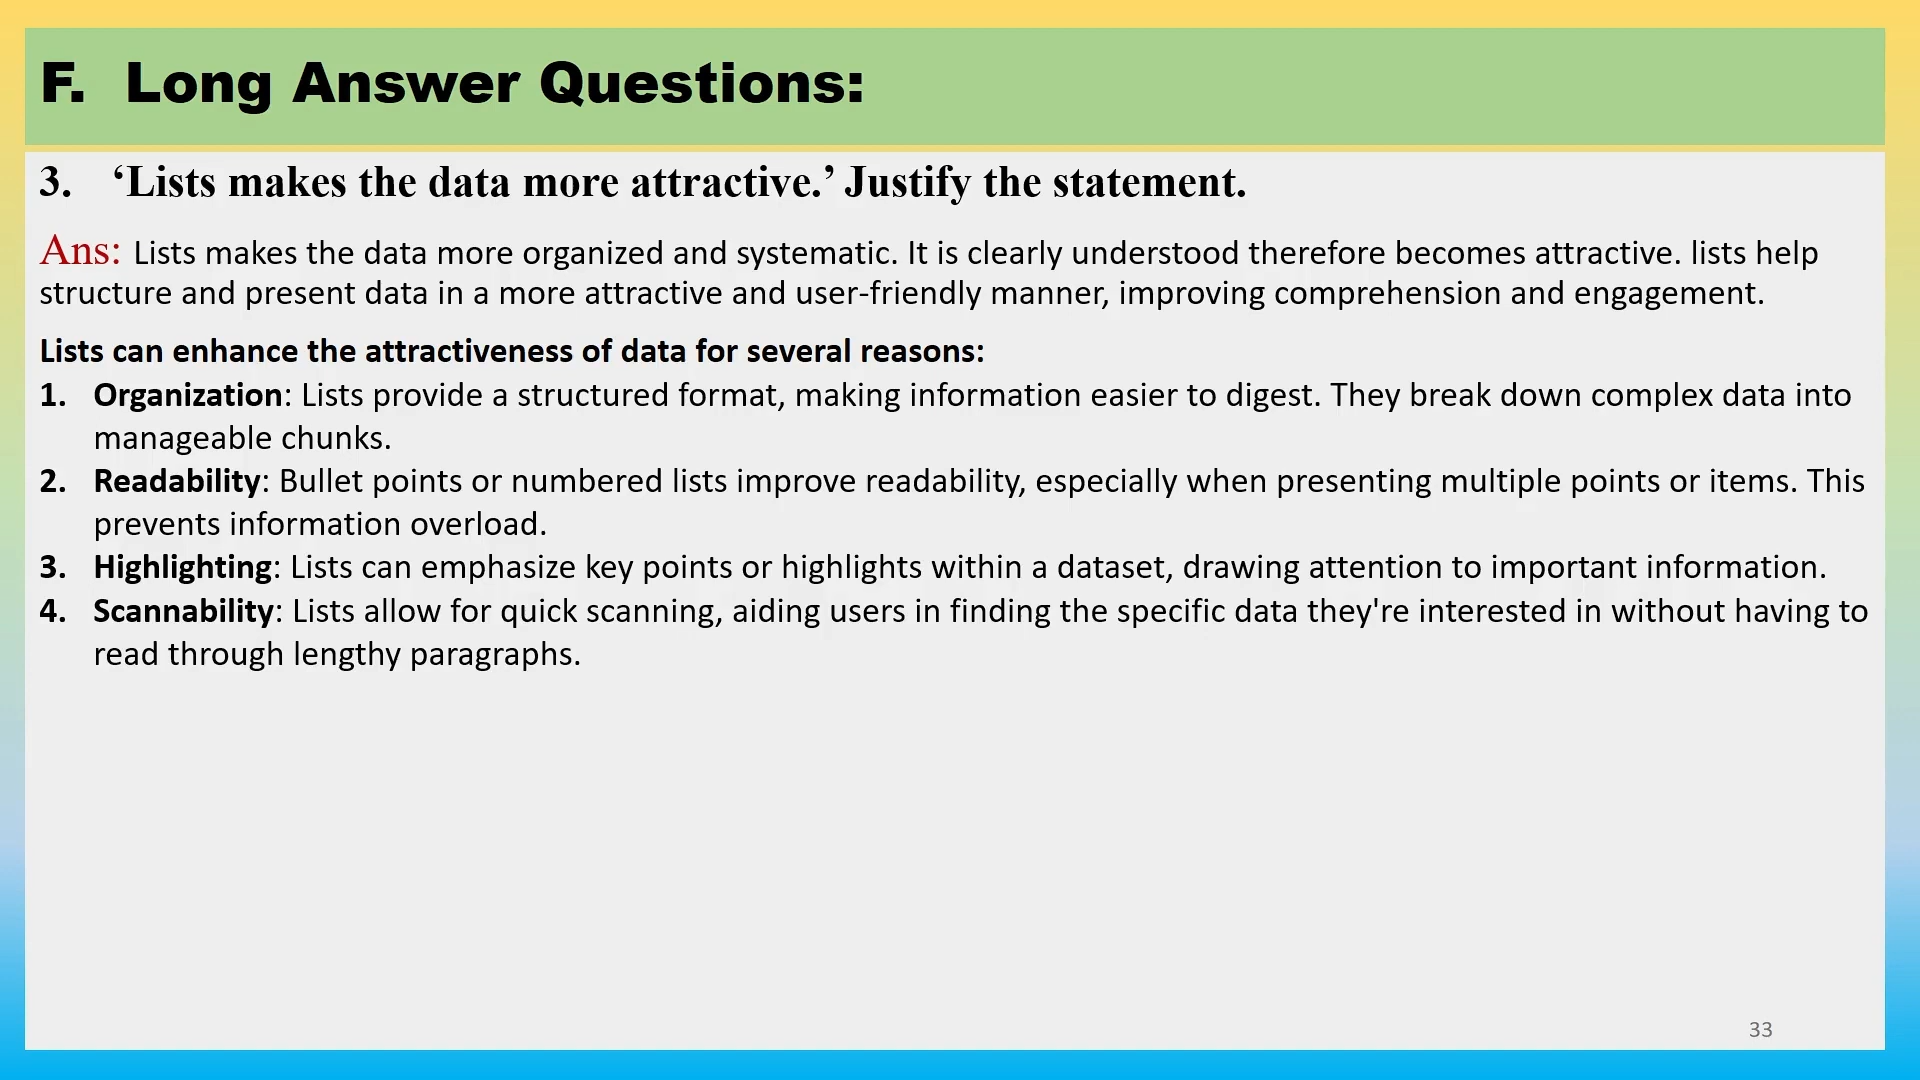 F. Long Answer Questions:
3. ‘Lists makes the data more attractive.’ Justify the statement.
Ans: Lists makes the data more organized and systematic. It is clearly understood therefore becomes attractive. lists help
structure and present data in a more attractive and user-friendly manner, improving comprehension and engagement.
Lists can enhance the attractiveness of data for several reasons:
1. Organization: Lists provide a structured format, making information easier to digest. They break down complex data into
manageable chunks.
2. Readability: Bullet points or numbered lists improve readability, especially when presenting multiple points or items. This
prevents information overload.
3. Highlighting: Lists can emphasize key points or highlights within a dataset, drawing attention to important information.
4. Scannability: Lists allow for quick scanning, aiding users in finding the specific data they're interested in without having to
read through lengthy paragraphs.
33